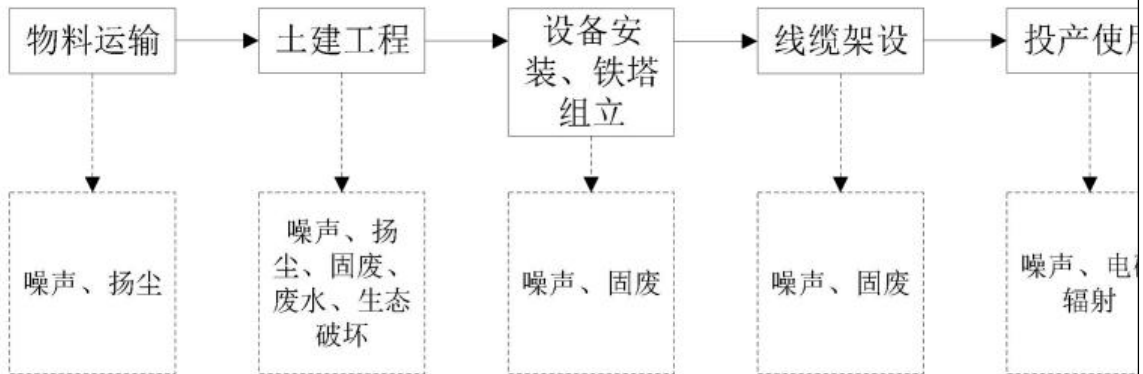 物料运输
土建工程
设备安
装、铁塔
组立
线缆架设
投产使用
噪声、扬尘
噪声、扬
尘、固废、
废水、生态
破坏
噪声、固废
噪声、固废
噪声、电磁
辐射